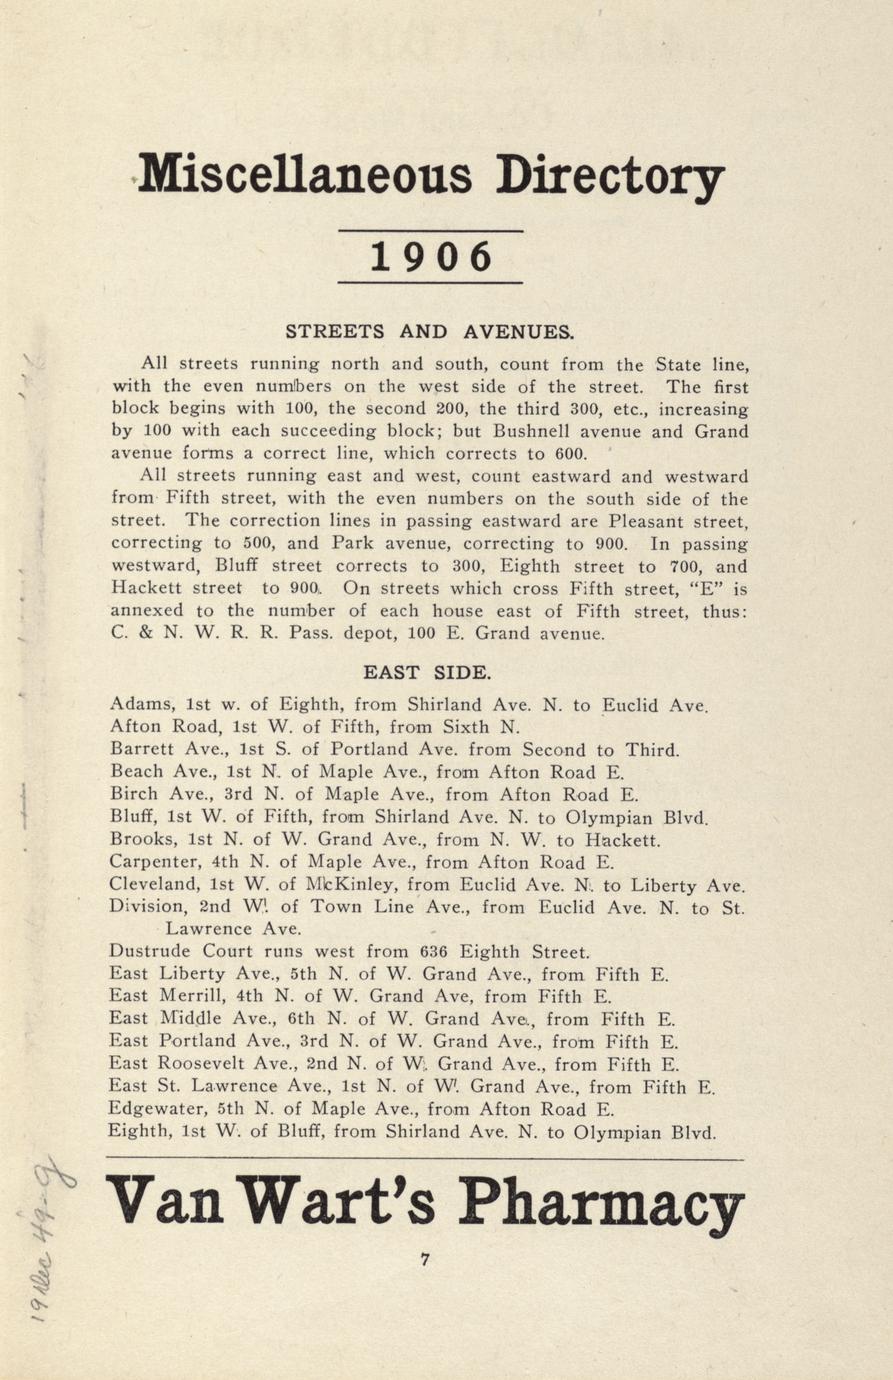 Miscellaneous Directory
1906
STREETS AND AVENUES.
All streets running north and south, count from the State line,
with the even numbers on the west side of the street. The first
block begins with 100, the second 200, the third 300, etc., increasing
by 100 with each succeeding block; but Bushnell avenue and Grand
avenue forms a correct line, which corrects to 600.
All streets running east and west, count eastward and westward
from Fifth street, with the even numbers on the south side of the
street. The correction lines in passing eastward are Pleasant street,
correcting to 500, and Park avenue, correcting to 900. In passing
westward, Bluff street corrects to 300, Eighth street to 700, and
Hackett street to 900. On streets which cross Fifth street, "E" is
annexed to the number of each house east of Fifth street, thus:
C. & N. W. R. R. Pass. depot, 100 E. Grand avenue.
EAST SIDE.
Adams, 1st w. of Eighth, from Shirland Ave. N. to Euclid Ave.
Afton Road, 1st W. of Fifth, from Sixth N.
Barrett Ave., 1st S. of Portland Ave. from Second to Third.
Beach Ave., 1st N. of Maple Ave., from Afton Road E.
Birch Ave., 3rd N. of Maple Ave., from Afton Road E.
Bluff, 1st W. of Fifth, from Shirland Ave. N. to Olympian Blvd.
Brooks, 1st N. of W. Grand Ave., from N. W. to Hackett.
Carpenter, 4th N. of Maple Ave., from Afton Road E.
Cleveland, 1st W. of McKinley, from Euclid Ave. N. to Liberty Ave.
Division, 2nd W. of Town Line Ave., from Euclid Ave. N. to St.
Lawrence Ave.
Dustrude Court runs west from 636 Eighth Street.
East Liberty Ave., 5th N. of W. Grand Ave., from Fifth E.
East Merrill, 4th N. of W. Grand Ave, from Fifth E.
East Middle Ave., 6th N. of W. Grand Ave., from Fifth E.
East Portland Ave., 3rd N. of W. Grand Ave., from Fifth E.
East Roosevelt Ave., 2nd N. of W. Grand Ave., from Fifth E.
East St. Lawrence Ave., 1st N. of W. Grand Ave., from Fifth E.
Edgewater, 5th N. of Maple Ave., from Afton Road E.
Eighth, 1st W. of Bluff, from Shirland Ave. N. to Olympian Blvd.
Van Wart's Pharmacy
7
19 Dec 49